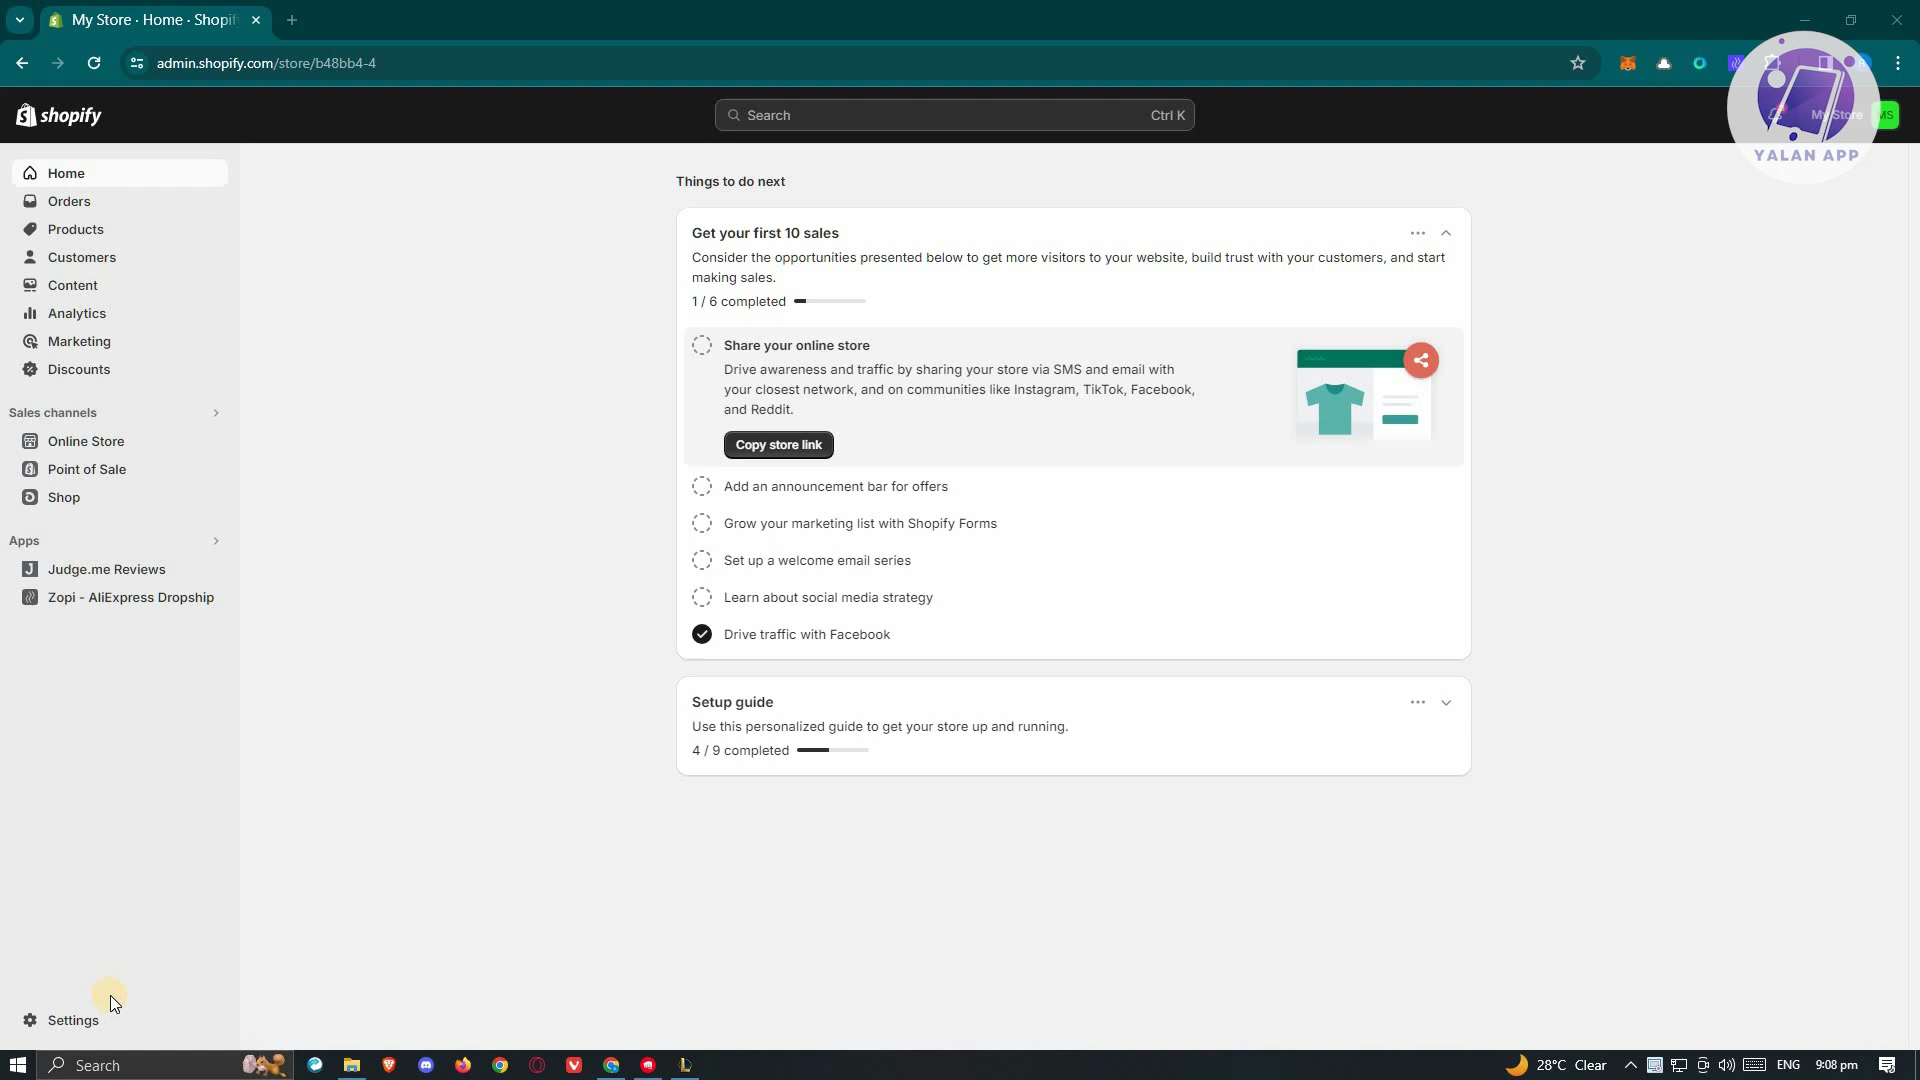 My Store · Home · Shopif
admin.shopify.com/store/b48bb4-4
shopify
Search
Ctrl K
My Store
MS
YALAN APP
Home
Orders
Products
Customers
Content
Analytics
Marketing
Discounts
Sales channels
Online Store
Point of Sale
Shop
Apps
Judge.me Reviews
Zopi - AliExpress Dropship
Settings
Things to do next
Get your first 10 sales
Consider the opportunities presented below to get more visitors to your website, build trust with your customers, and start
making sales.
1 / 6 completed
Share your online store
Drive awareness and traffic by sharing your store via SMS and email with
your closest network, and on communities like Instagram, TikTok, Facebook,
and Reddit.
Copy store link
Add an announcement bar for offers
Grow your marketing list with Shopify Forms
Set up a welcome email series
Learn about social media strategy
Drive traffic with Facebook
Setup guide
Use this personalized guide to get your store up and running.
4 / 9 completed
Search
28°C Clear
ENG
9:08 pm